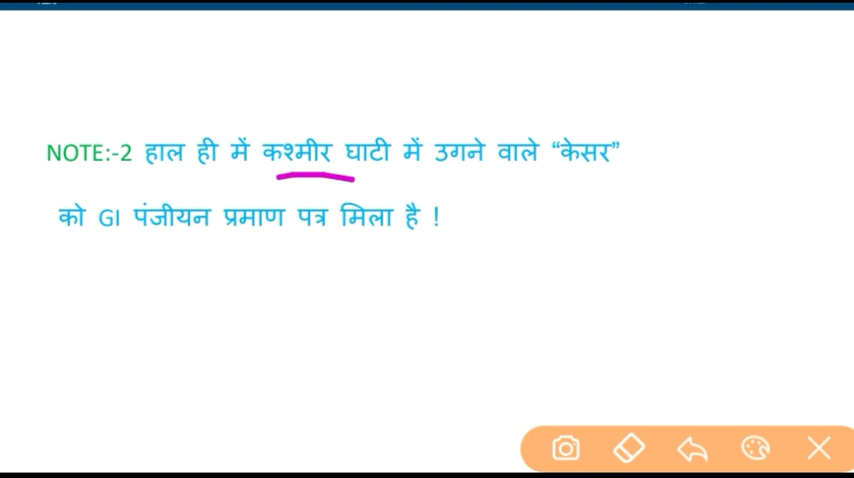 NOTE:-2 हाल ही में कश्मीर घाटी में उगने वाले “केसर”
को GI पंजीयन प्रमाण पत्र मिला है !